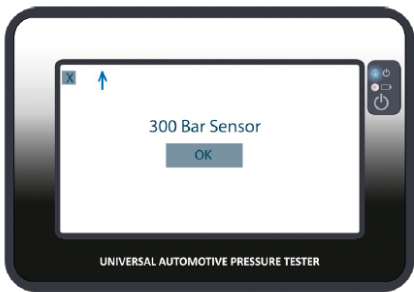 X
300 Bar Sensor
OK
UNIVERSAL AUTOMOTIVE PRESSURE TESTER